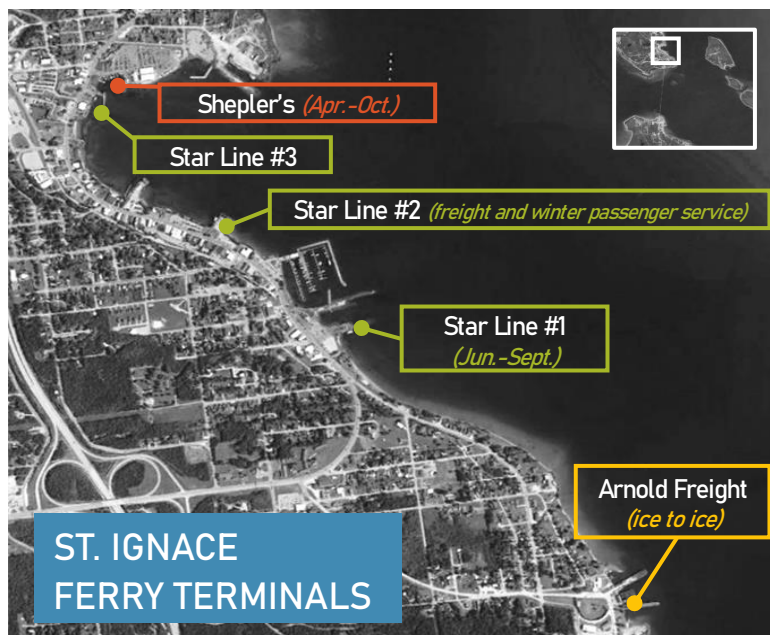 Shepler's (Apr.-Oct.)
Star Line #3
Star Line #2 (freight and winter passenger service)
Star Line #1
(Jun.-Sept.)
Arnold Freight
(ice to ice)
ST. IGNACE
FERRY TERMINALS